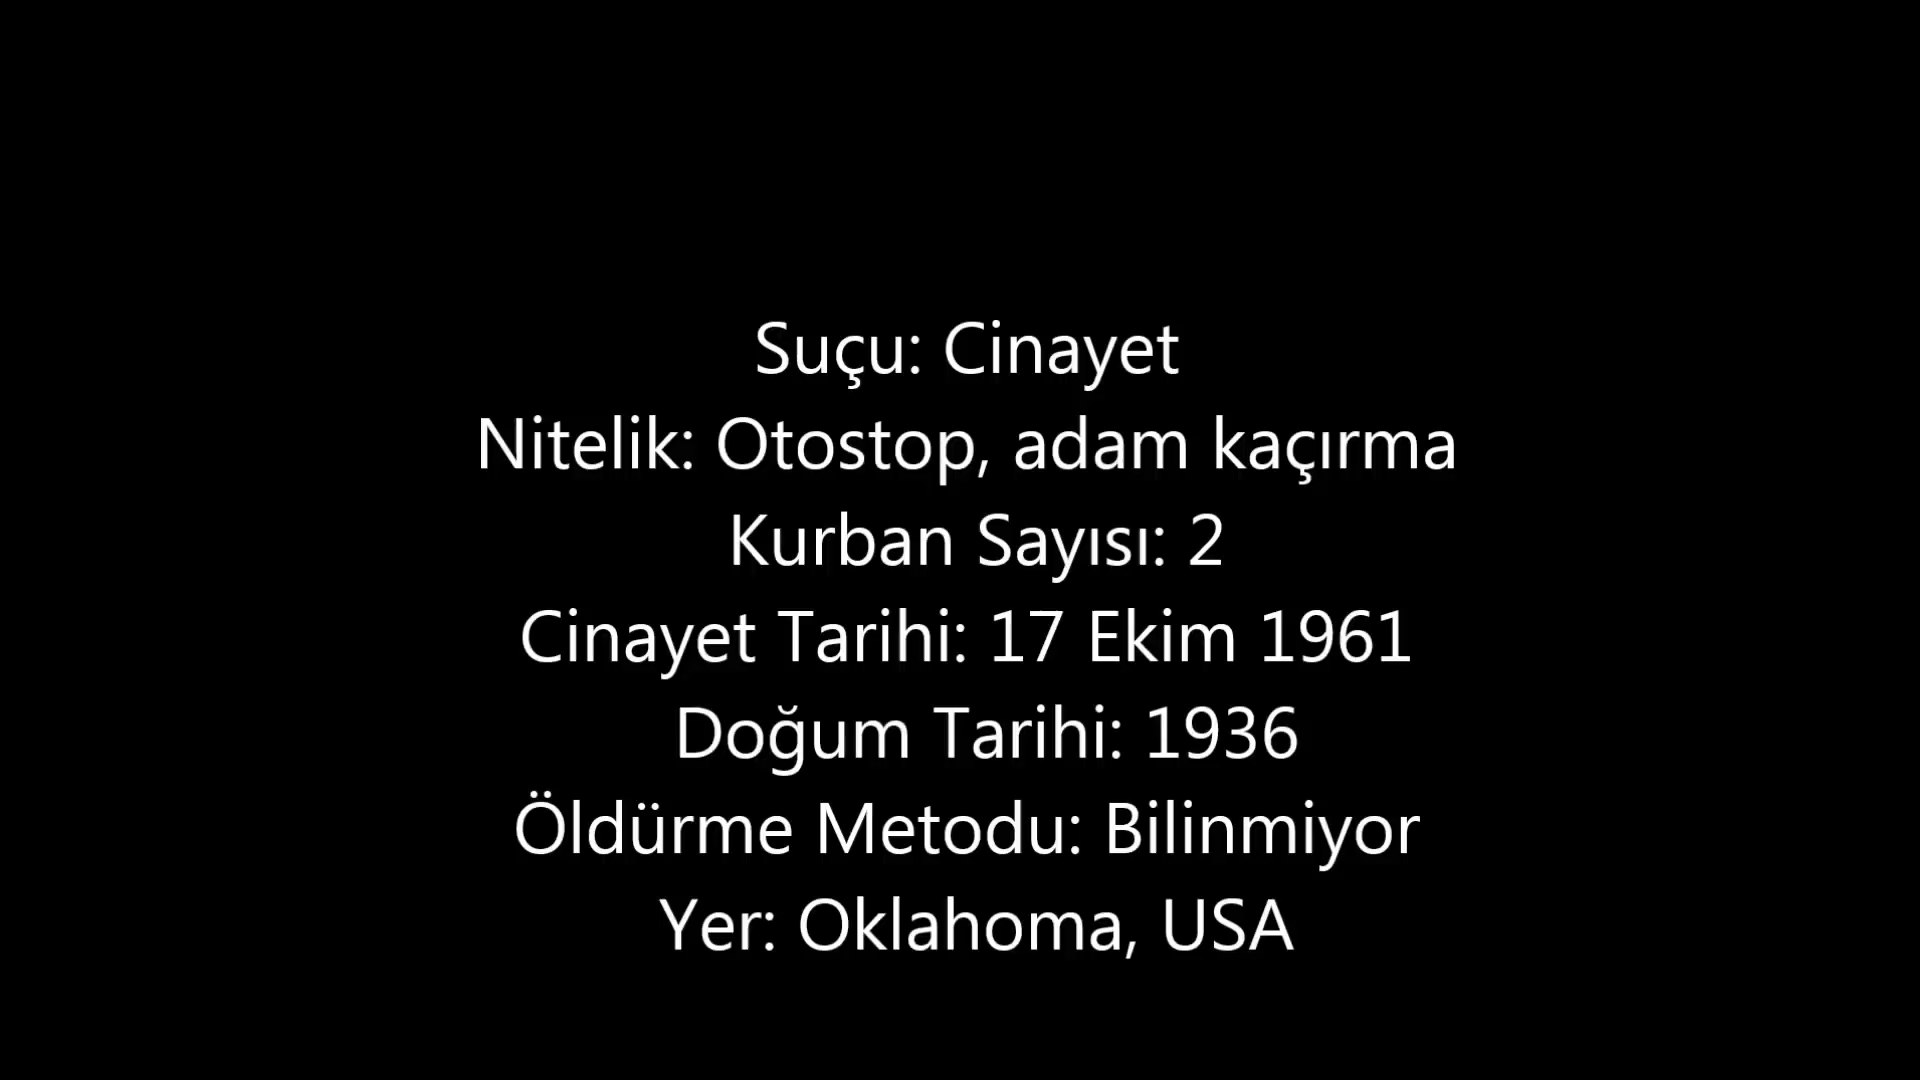 Suçu: Cinayet
Nitelik: Otostop, adam kaçırma
Kurban Sayısı: 2
Cinayet Tarihi: 17 Ekim 1961
Doğum Tarihi: 1936
Öldürme Metodu: Bilinmiyor
Yer: Oklahoma, USA